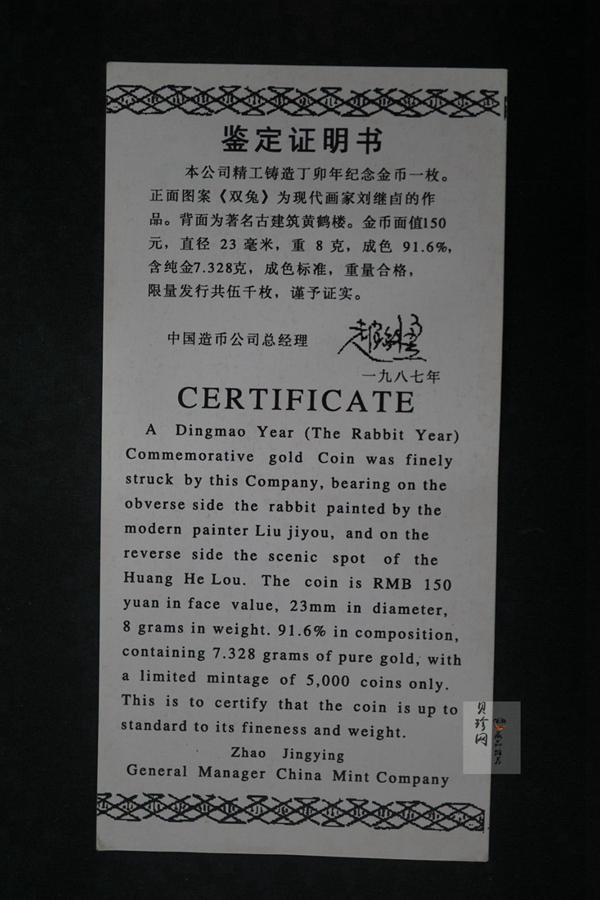 鉴定证明书
本公司精工铸造丁卯年纪念金币一枚。
正面图案《双兔》为现代画家刘继卣的作
品。背面为著名古建筑黄鹤楼。金币面值150
元，直径 23 毫米，重 8 克，成色 91.6%，
含纯金7.328克，成色标准，重量合格，
限量发行共伍千枚，谨予证实。
中国造币公司总经理
一九八七年
CERTIFICATE
A Dingmao Year (The Rabbit Year)
Commemorative gold Coin was finely
struck by this Company, bearing on the
obverse side the rabbit painted by the
modern painter Liu jiyou, and on the
reverse side the scenic spot of the
Huang He Lou. The coin is RMB 150
yuan in face value, 23mm in diameter,
8 grams in weight. 91.6% in composition,
containing 7.328 grams of pure gold, with
a limited mintage of 5,000 coins only.
This is to certify that the coin is up to
standard to its fineness and weight.
Zhao Jingying
General Manager China Mint Company
贝珍网